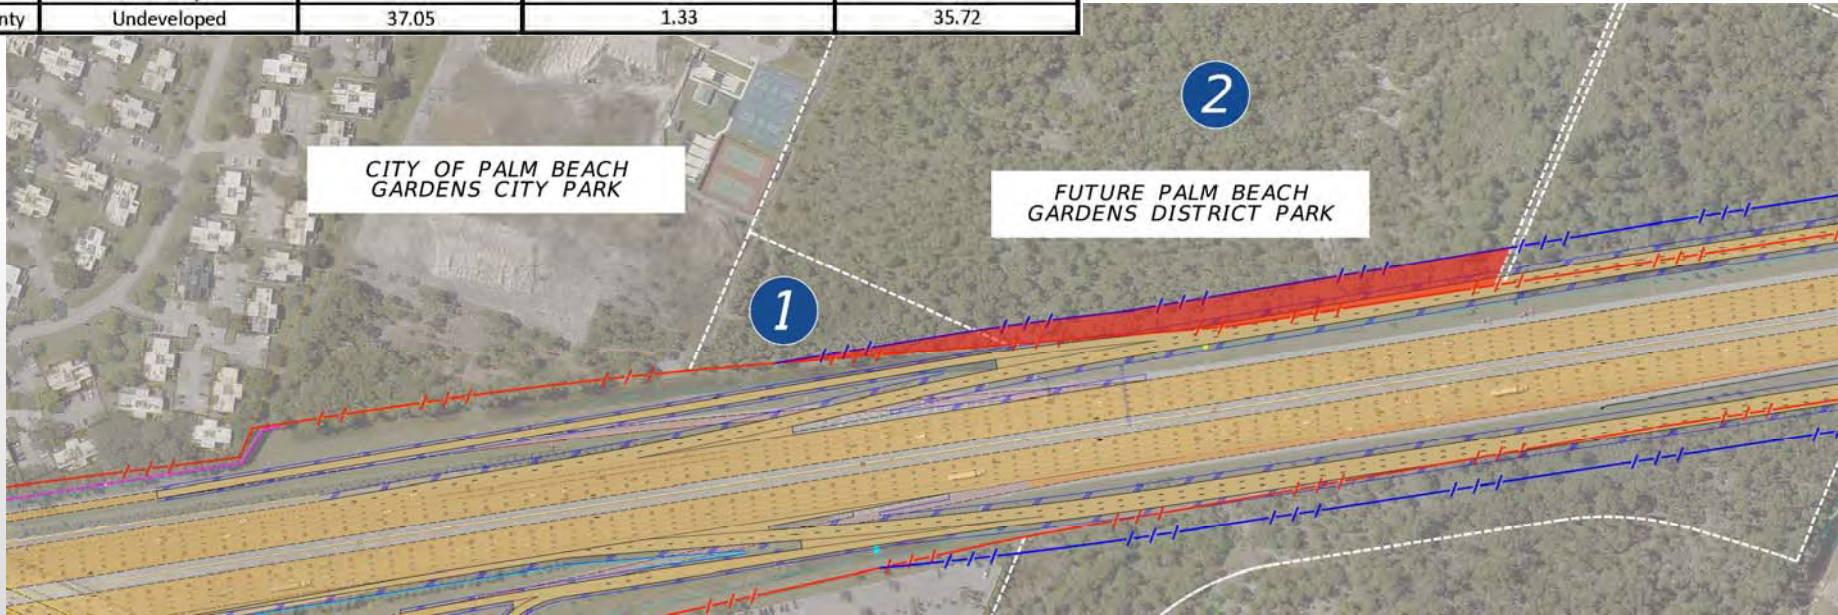 nty Undeveloped 37.05 1.33 35.72
2
CITY OF PALM BEACH
GARDENS CITY PARK
FUTURE PALM BEACH
GARDENS DISTRICT PARK
1